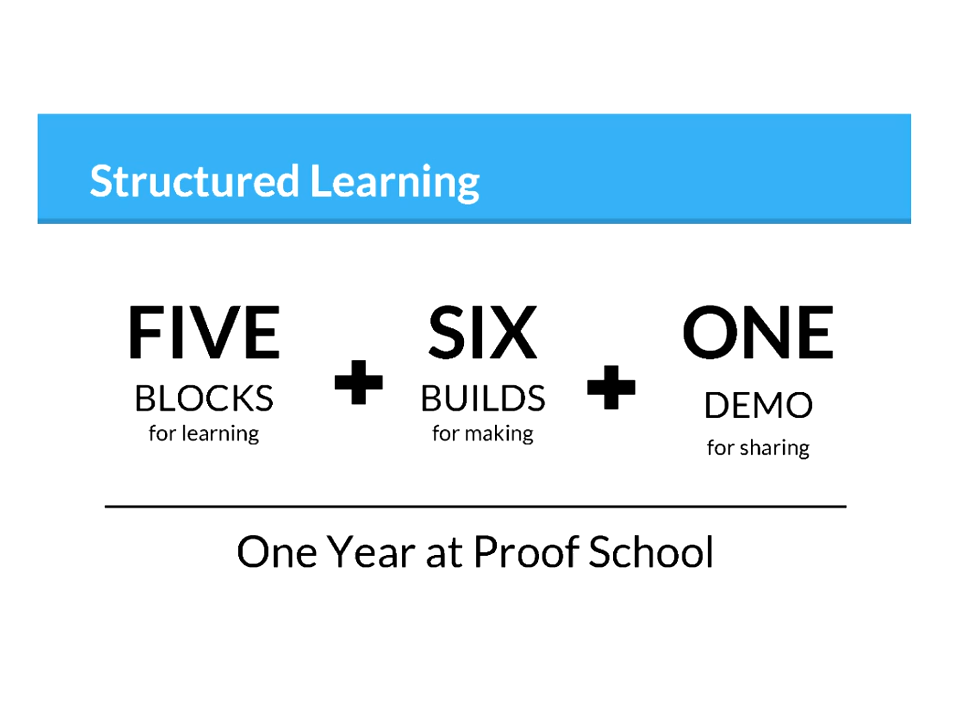 Structured Learning
FIVE
BLOCKS
for learning
+
SIX
BUILDS
for making
+
ONE
DEMO
for sharing
One Year at Proof School